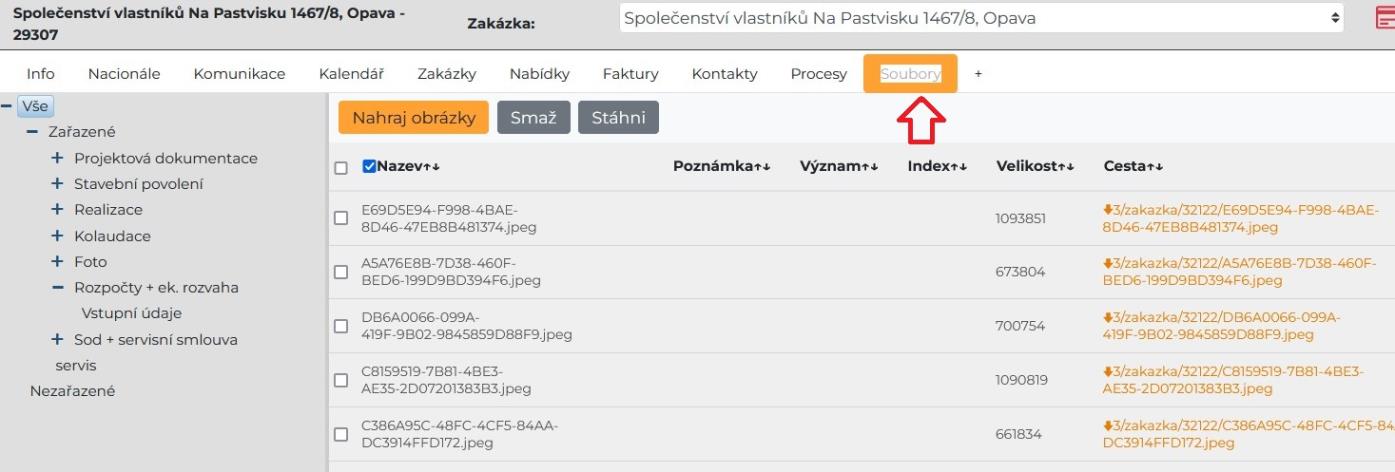 Společenství vlastníků Na Pastvisku 1467/8, Opava -
29307
Zakázka:
Společenství vlastníků Na Pastvisku 1467/8, Opava
Info Nacionále Komunikace Kalendář Zakázky Nabídky Faktury Kontakty Procesy Soubory +
Vše
Zařazené
Projektová dokumentace
Stavební povolení
Realizace
Kolaudace
Foto
Rozpočty + ek. rozvaha
Vstupní údaje
Sod + servisní smlouva
servis
Nezařazené
Nahraj obrázky Smaž Stáhni
Nazev↑↓ Poznámka↑↓ Význam↑↓ Index↑↓ Velikost↑↓ Cesta↑↓
E69D5E94-F998-4BAE-
8D46-47EB8B481374.jpeg
1093851
3/zakazka/32122/E69D5E94-F998-4BAE-
8D46-47EB8B481374.jpeg
A5A76E8B-7D38-460F-
BED6-199D9BD394F6.jpeg
673804
3/zakazka/32122/A5A76E8B-7D38-460F-
BED6-199D9BD394F6.jpeg
DB6A0066-099A-
419F-9B02-9845859D88F9.jpeg
700754
3/zakazka/32122/DB6A0066-099A-
419F-9B02-9845859D88F9.jpeg
C8159519-7B81-4BE3-
AE35-2D07201383B3.jpeg
1090819
3/zakazka/32122/C8159519-7B81-4BE3-
AE35-2D07201383B3.jpeg
C386A95C-48FC-4CF5-84AA-
DC3914FFD172.jpeg
661834
3/zakazka/32122/C386A95C-48FC-4CF5-84
DC3914FFD172.jpeg